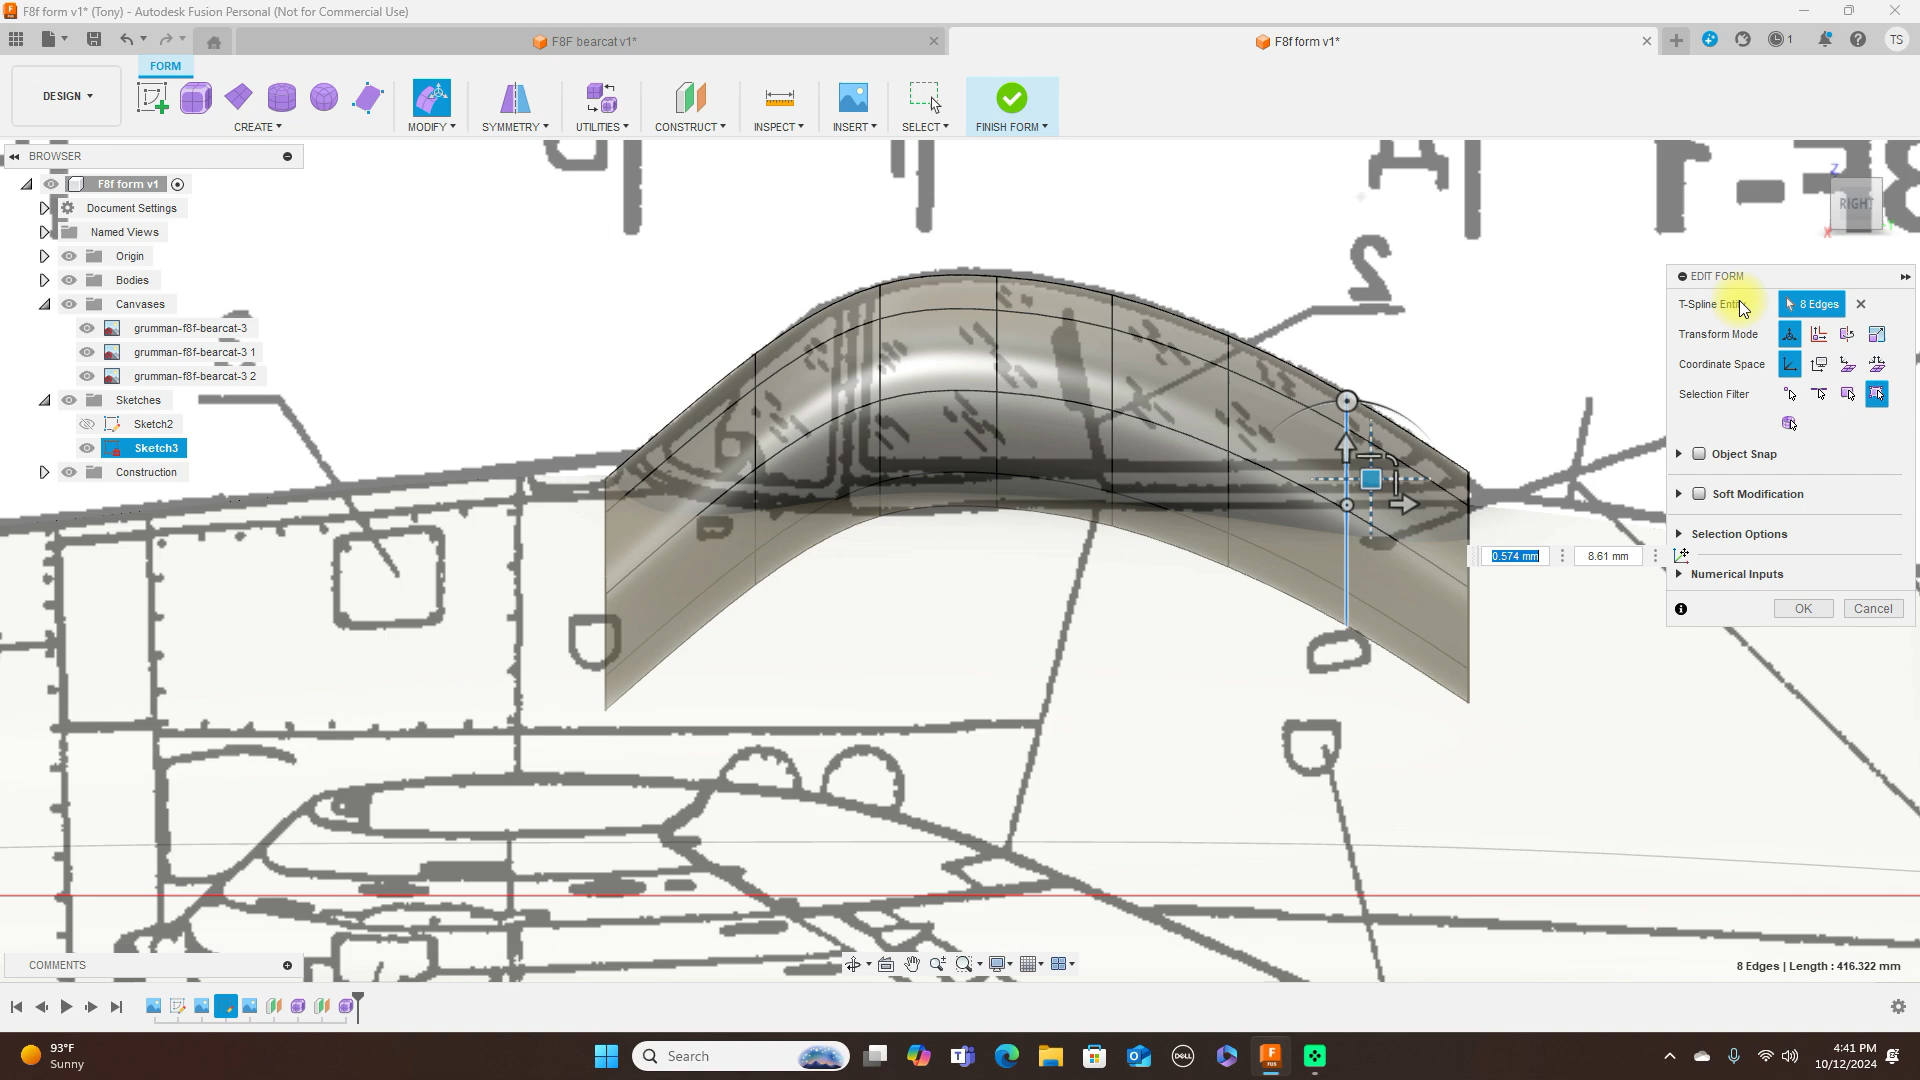 F8f form v1* (Tony) - Autodesk Fusion Personal (Not for Commercial Use)
F8F bearcat v1*
F8f form v1*
1
TS
FORM
DESIGN
CREATE
MODIFY
SYMMETRY
UTILITIES
CONSTRUCT
INSPECT
INSERT
SELECT
FINISH FORM
BROWSER
F8f form v1
Document Settings
Named Views
Origin
Bodies
Canvases
grumman-f8f-bearcat-3
grumman-f8f-bearcat-3 1
grumman-f8f-bearcat-3 2
Sketches
Sketch2
Sketch3
Construction
Z
RIGHT
X
EDIT FORM
T-Spline Enti
8 Edges
Transform Mode
Coordinate Space
Selection Filter
Object Snap
Soft Modification
Selection Options
0.574 mm
8.61 mm
Numerical Inputs
OK
Cancel
COMMENTS
8 Edges | Length : 416.322 mm
93°F
Sunny
Search
DELL
FUS
4:41 PM
10/12/2024